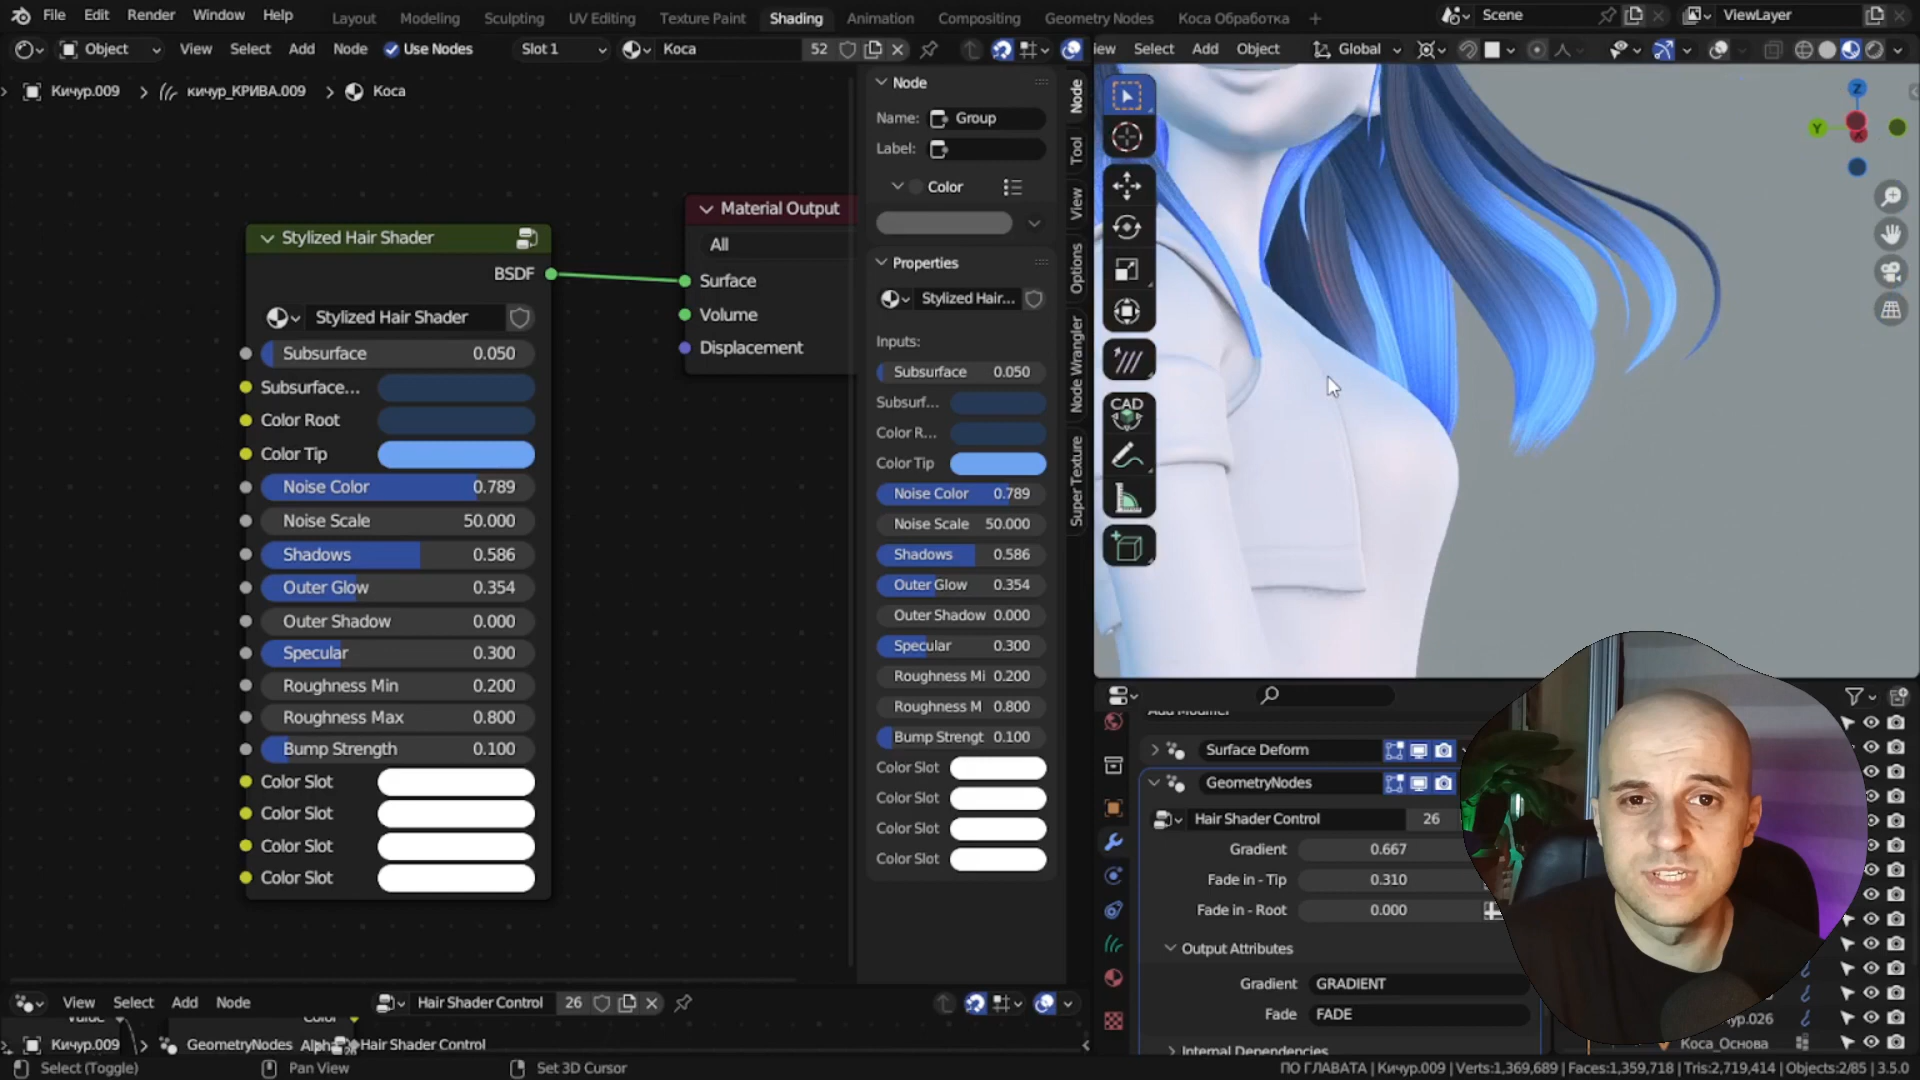 File Edit Render Window Help Layout Modeling Sculpting UV Editing Texture Paint Shading Animation Compositing Geometry Nodes Коса Обработка + Scene ViewLayer
Object View Select Add Node Use Nodes Slot 1 Коса 52
iew Select Add Object Global
Кичур.009 > кичур_КРИВА.009 > Коса
Stylized Hair Shader
BSDF
Stylized Hair Shader
Subsurface 0.050
Subsurface...
Color Root
Color Tip
Noise Color 0.789
Noise Scale 50.000
Shadows 0.586
Outer Glow 0.354
Outer Shadow 0.000
Specular 0.300
Roughness Min 0.200
Roughness Max 0.800
Bump Strength 0.100
Color Slot
Color Slot
Color Slot
Color Slot
Material Output
All
Surface
Volume
Displacement
Node
Name: Group
Label:
Color
Properties
Stylized Hair...
Inputs:
Subsurface 0.050
Subsurf...
Color R...
Color Tip
Noise Color 0.789
Noise Scale 50.000
Shadows 0.586
Outer Glow 0.354
Outer Shadow 0.000
Specular 0.300
Roughness Mi 0.200
Roughness M 0.800
Bump Strengt 0.100
Color Slot
Color Slot
Color Slot
Color Slot
Node
Tool
View
Options
Node Wrangler
Super Texture
CAD
Z
Y
X
Surface Deform
GeometryNodes
Hair Shader Control 26
Gradient 0.667
Fade in - Tip 0.310
Fade in - Root 0.000
Output Attributes
Gradient GRADIENT
Fade FADE
Internal Dependencies
Коса_Основа
View Select Add Node Hair Shader Control 26
Value
Кичур.009 > GeometryNodes > Hair Shader Control
Select (Toggle) Pan View Set 3D Cursor ПО ГЛАВАТА | Кичур.009 | Verts:1,369,689 | Faces:1,359,718 | Tris:2,719,414 | Objects:2/85 | 3.5.0